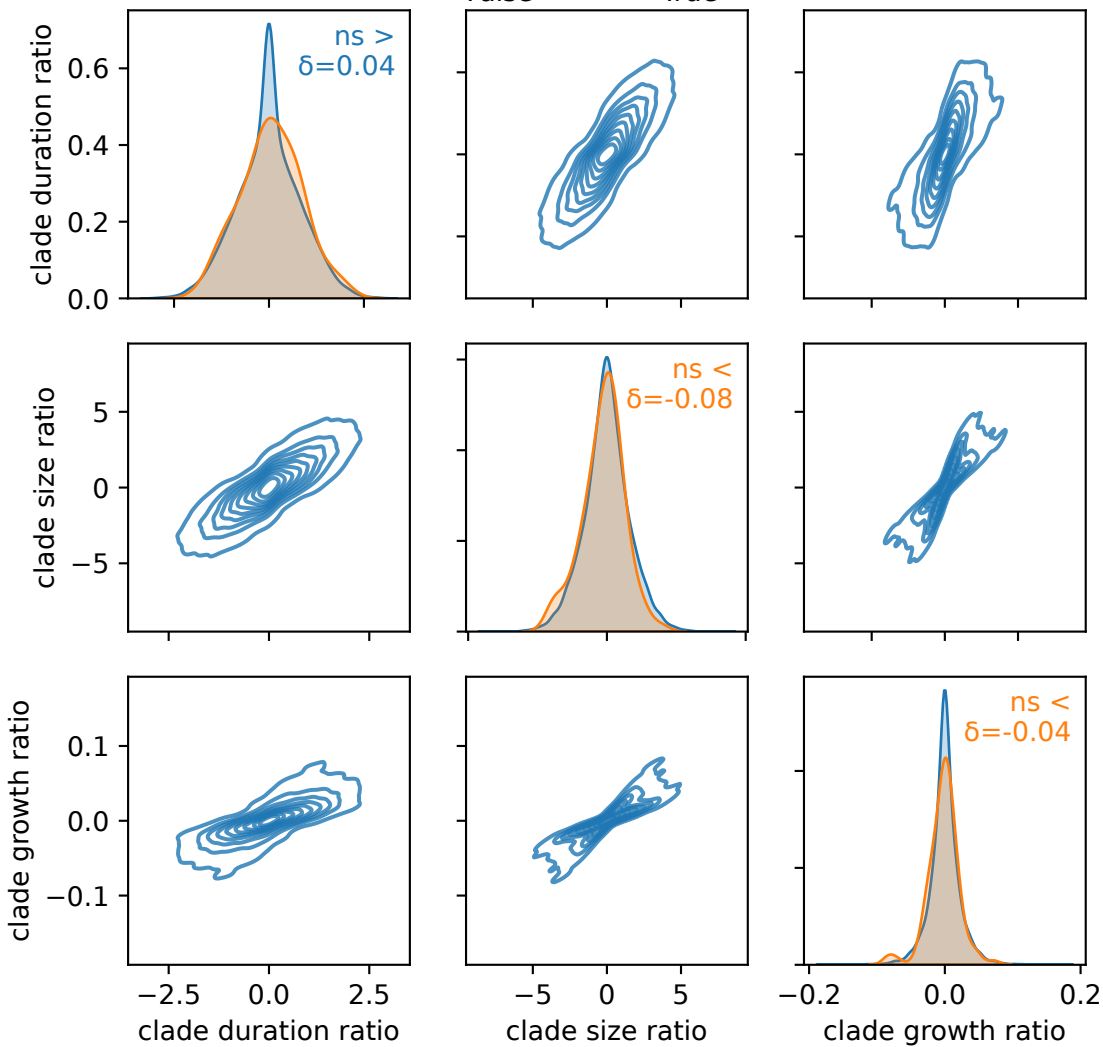 clade duration ratio
0.6
0.4
0.2
0.0
ns >
δ=0.04
clade size ratio
5
0
−5
ns <
δ=-0.08
clade growth ratio
0.1
0.0
−0.1
ns <
δ=-0.04
−2.5 0.0 2.5
−5 0 5
−0.2 0.0 0.2
clade duration ratio
clade size ratio
clade growth ratio